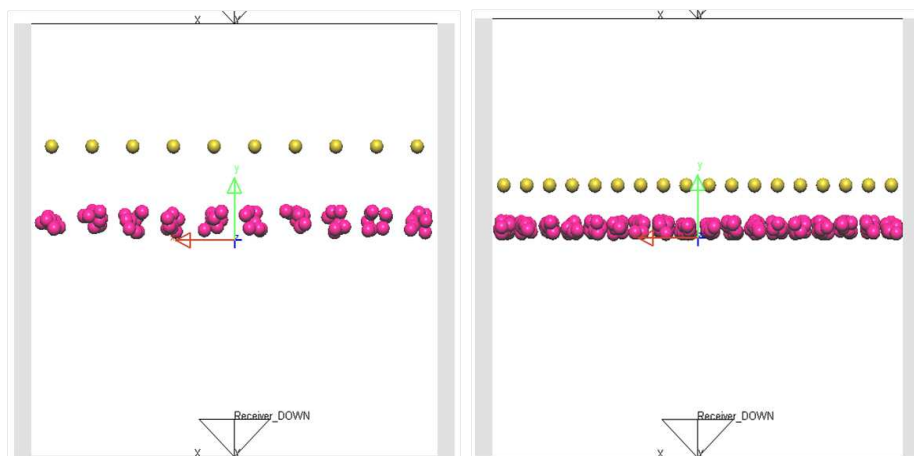 X Y
X Y
y
y
z
Receiver_DOWN
Receiver_DOWN
X Y
X Y